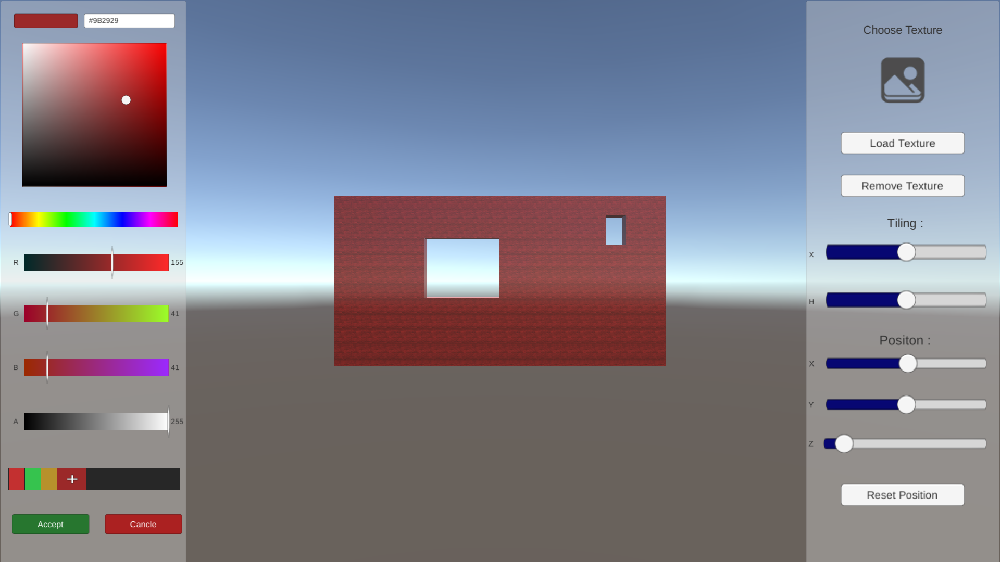 #9B2929
R 155
G 41
B 41
A 255
+
Accept Cancle
Choose Texture
Load Texture
Remove Texture
Tiling :
X
H
Positon :
X
Y
Z
Reset Position